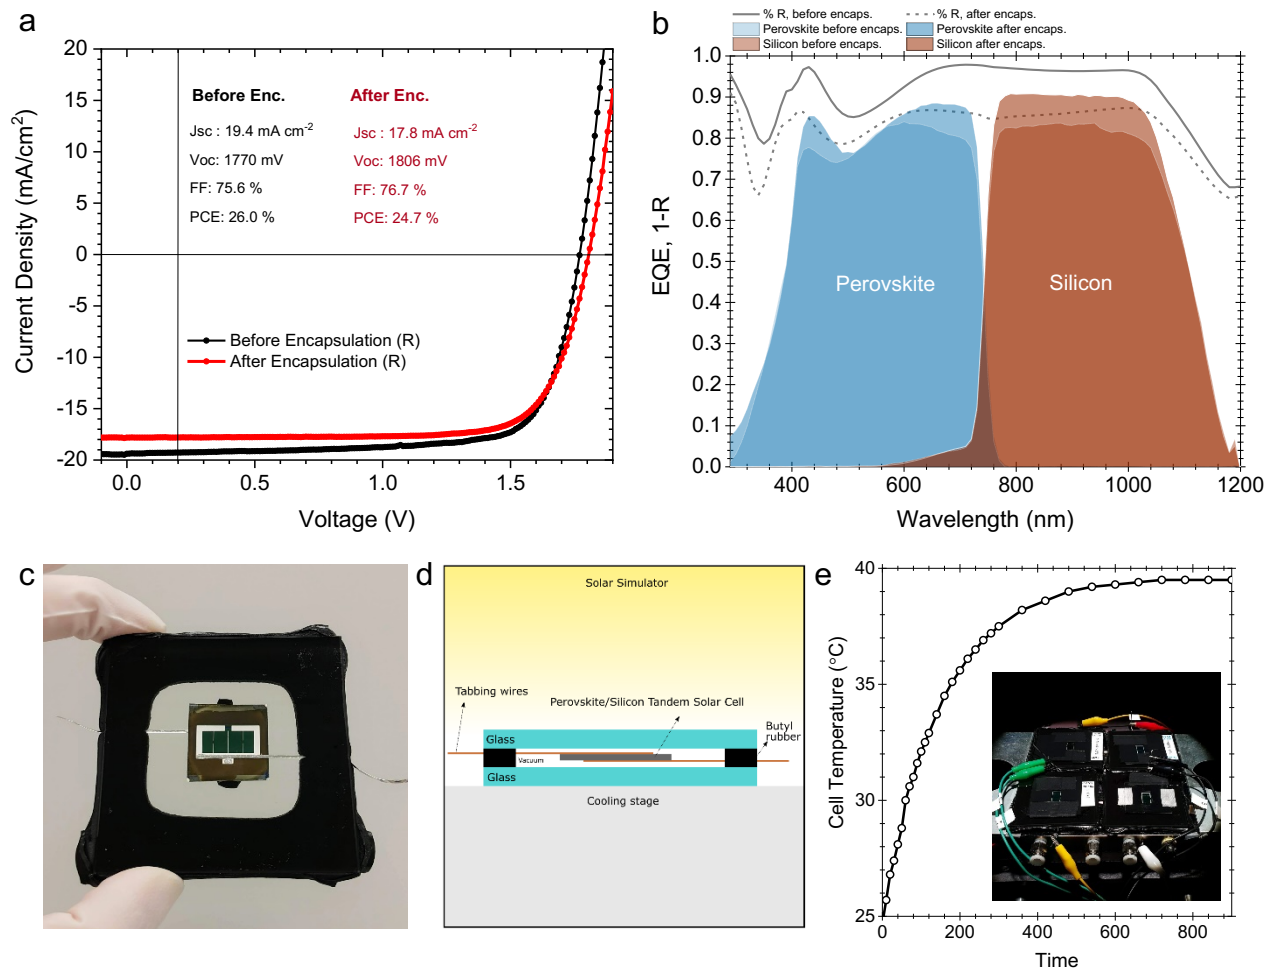 a
20
15
10
5
0
-5
-10
-15
-20
Current Density (mA/cm²)
Before Enc.
After Enc.
Jsc : 19.4 mA cm⁻²
Jsc : 17.8 mA cm⁻²
Voc: 1770 mV
Voc: 1806 mV
FF: 75.6 %
FF: 76.7 %
PCE: 26.0 %
PCE: 24.7 %
Before Encapsulation (R)
After Encapsulation (R)
0.0 0.5 1.0 1.5
Voltage (V)
b
% R, before encaps.
% R, after encaps.
Perovskite before encaps.
Perovskite after encaps.
Silicon before encaps.
Silicon after encaps.
1.0
0.9
0.8
0.7
0.6
0.5
0.4
0.3
0.2
0.1
0.0
EQE, 1-R
Perovskite
Silicon
400 600 800 1000 1200
Wavelength (nm)
c
d
Solar Simulator
Tabbing wires
Perovskite/Silicon Tandem Solar Cell
Butyl
rubber
Glass
Vacuum
Glass
Cooling stage
e
40
35
30
25
Cell Temperature (°C)
0 200 400 600 800
Time